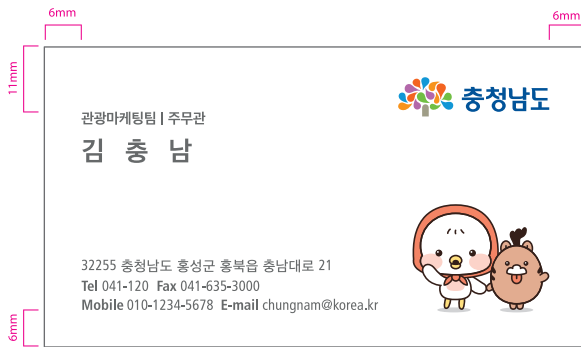 6mm
6mm
11mm
충청남도
관광마케팅팀 | 주무관
김 충 남
32255 충청남도 홍성군 홍북읍 충남대로 21
Tel 041-120 Fax 041-635-3000
Mobile 010-1234-5678 E-mail chungnam@korea.kr
6mm